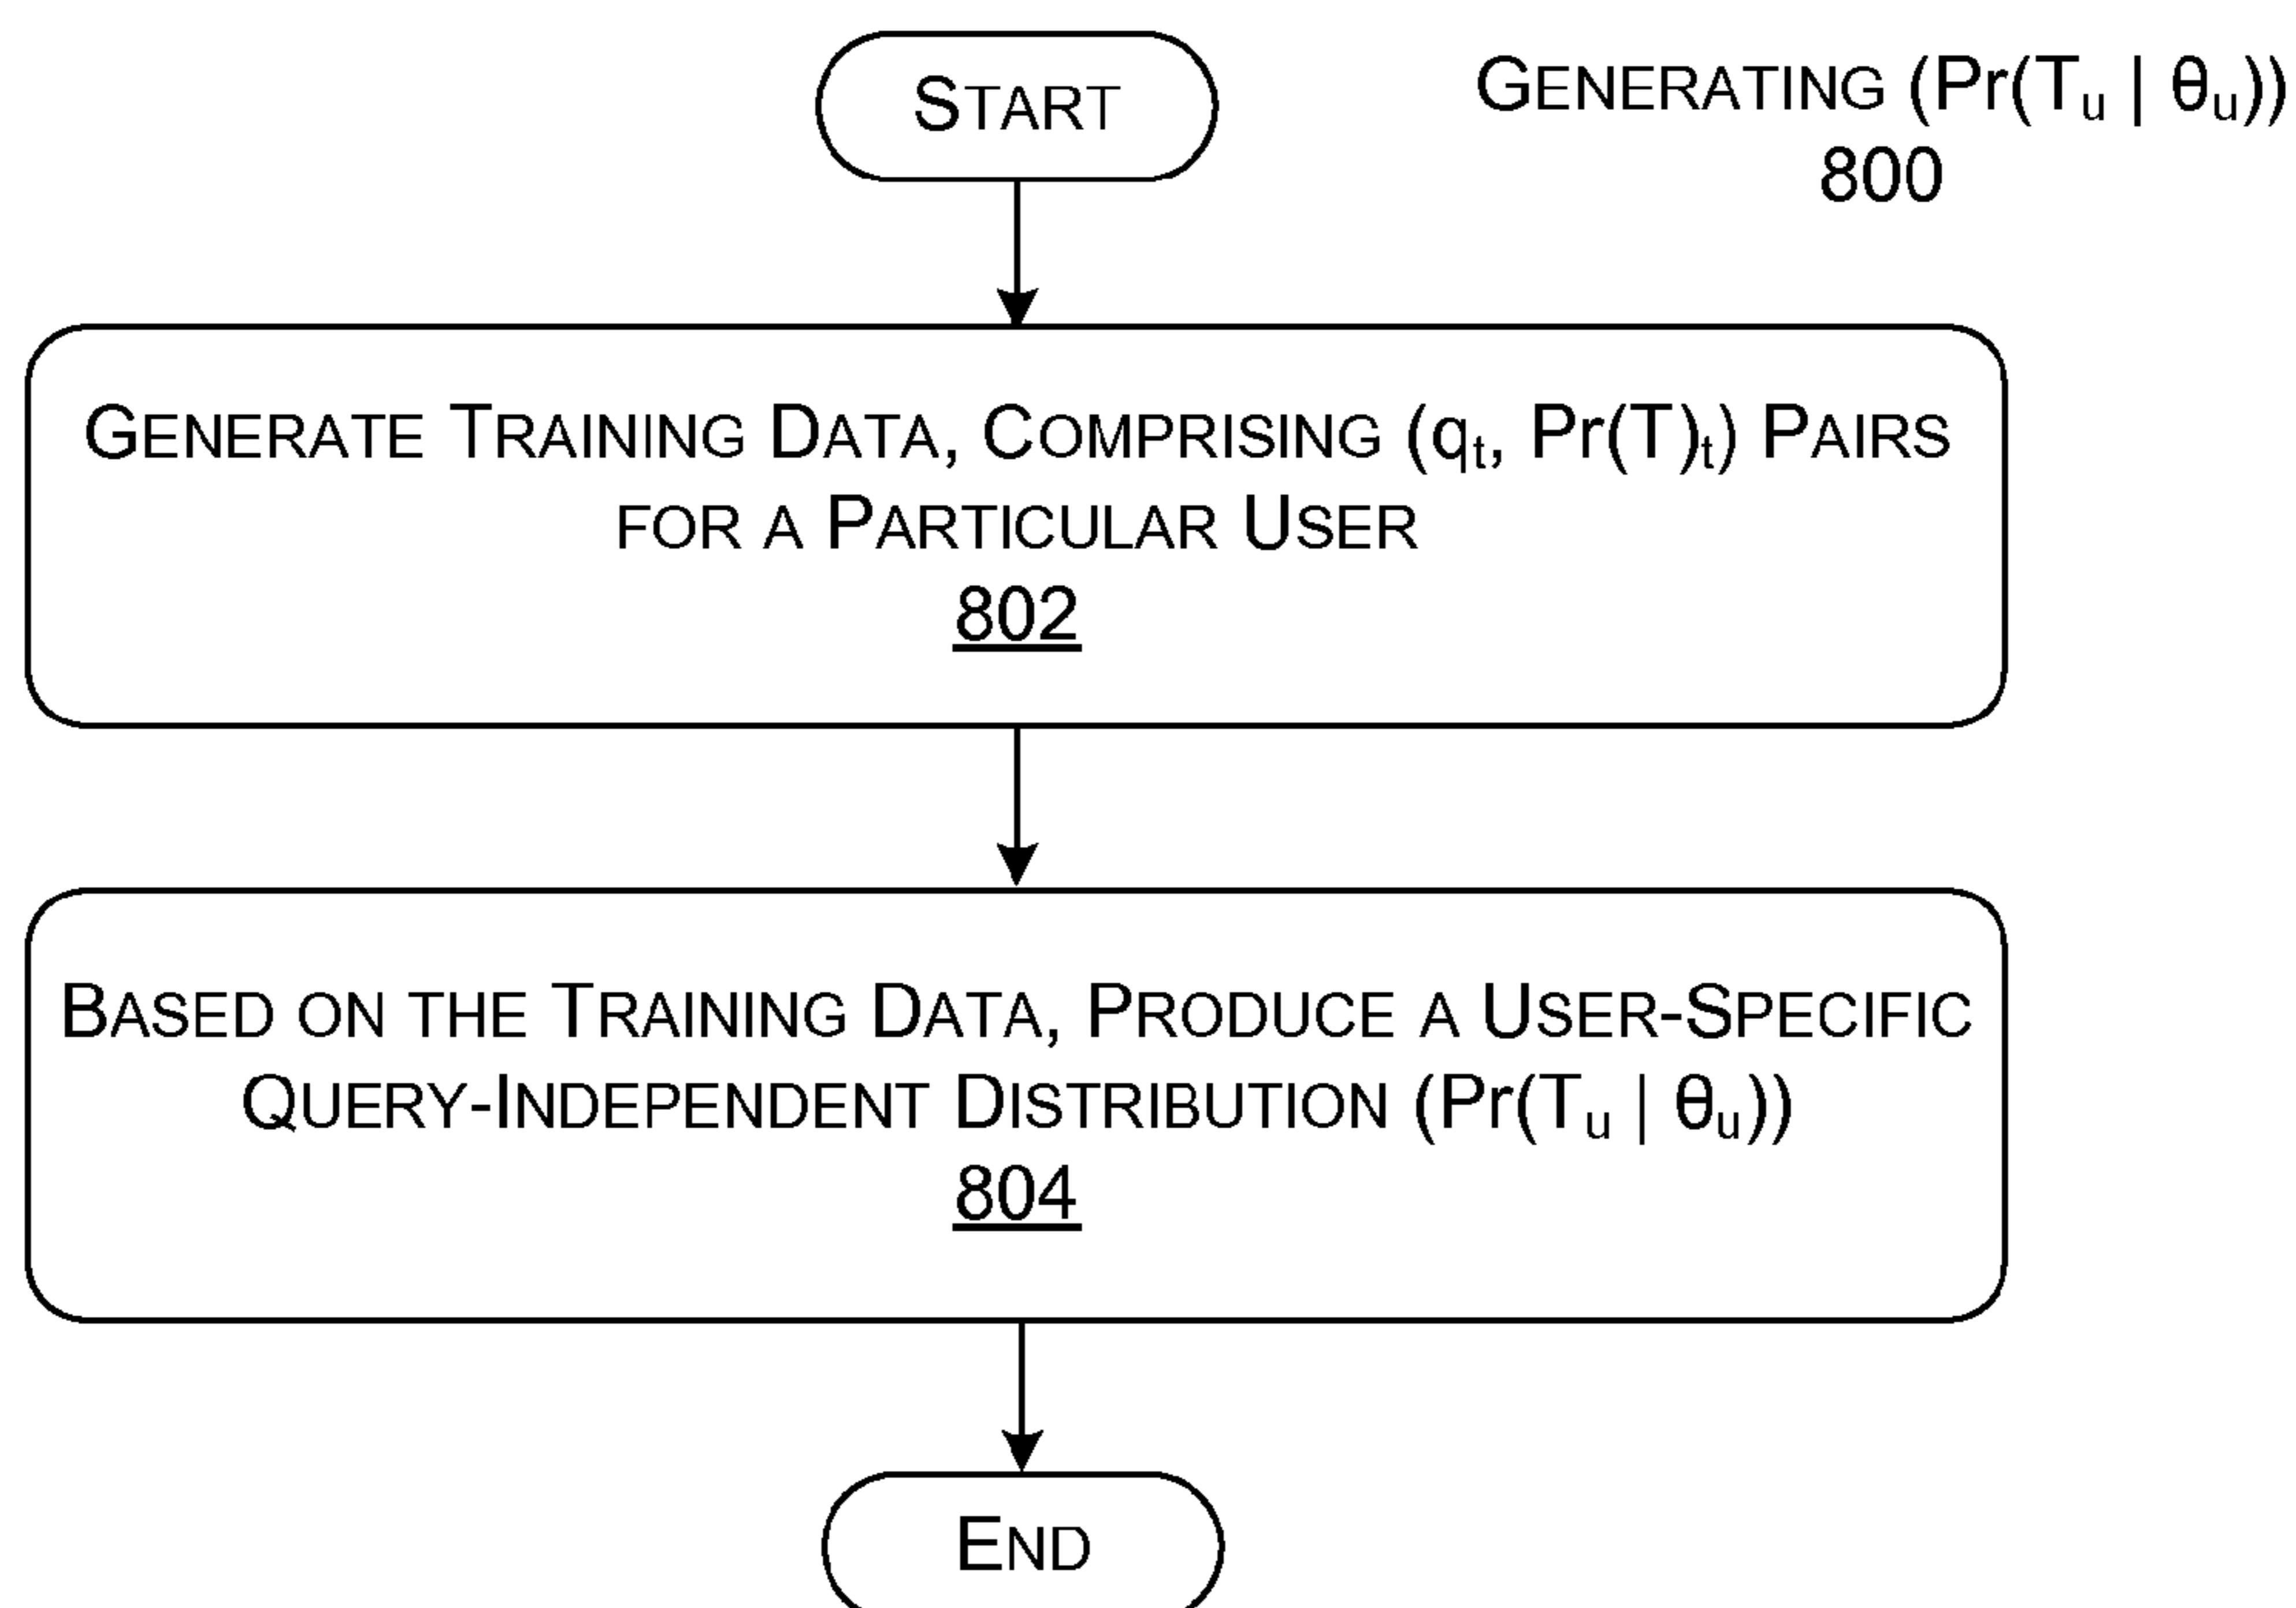 START
GENERATING (Pr(Tᵤ | θᵤ))
800
GENERATE TRAINING DATA, COMPRISING (qₜ, Pr(T)ₜ) PAIRS
FOR A PARTICULAR USER
802
BASED ON THE TRAINING DATA, PRODUCE A USER-SPECIFIC
QUERY-INDEPENDENT DISTRIBUTION (Pr(Tᵤ | θᵤ))
804
END